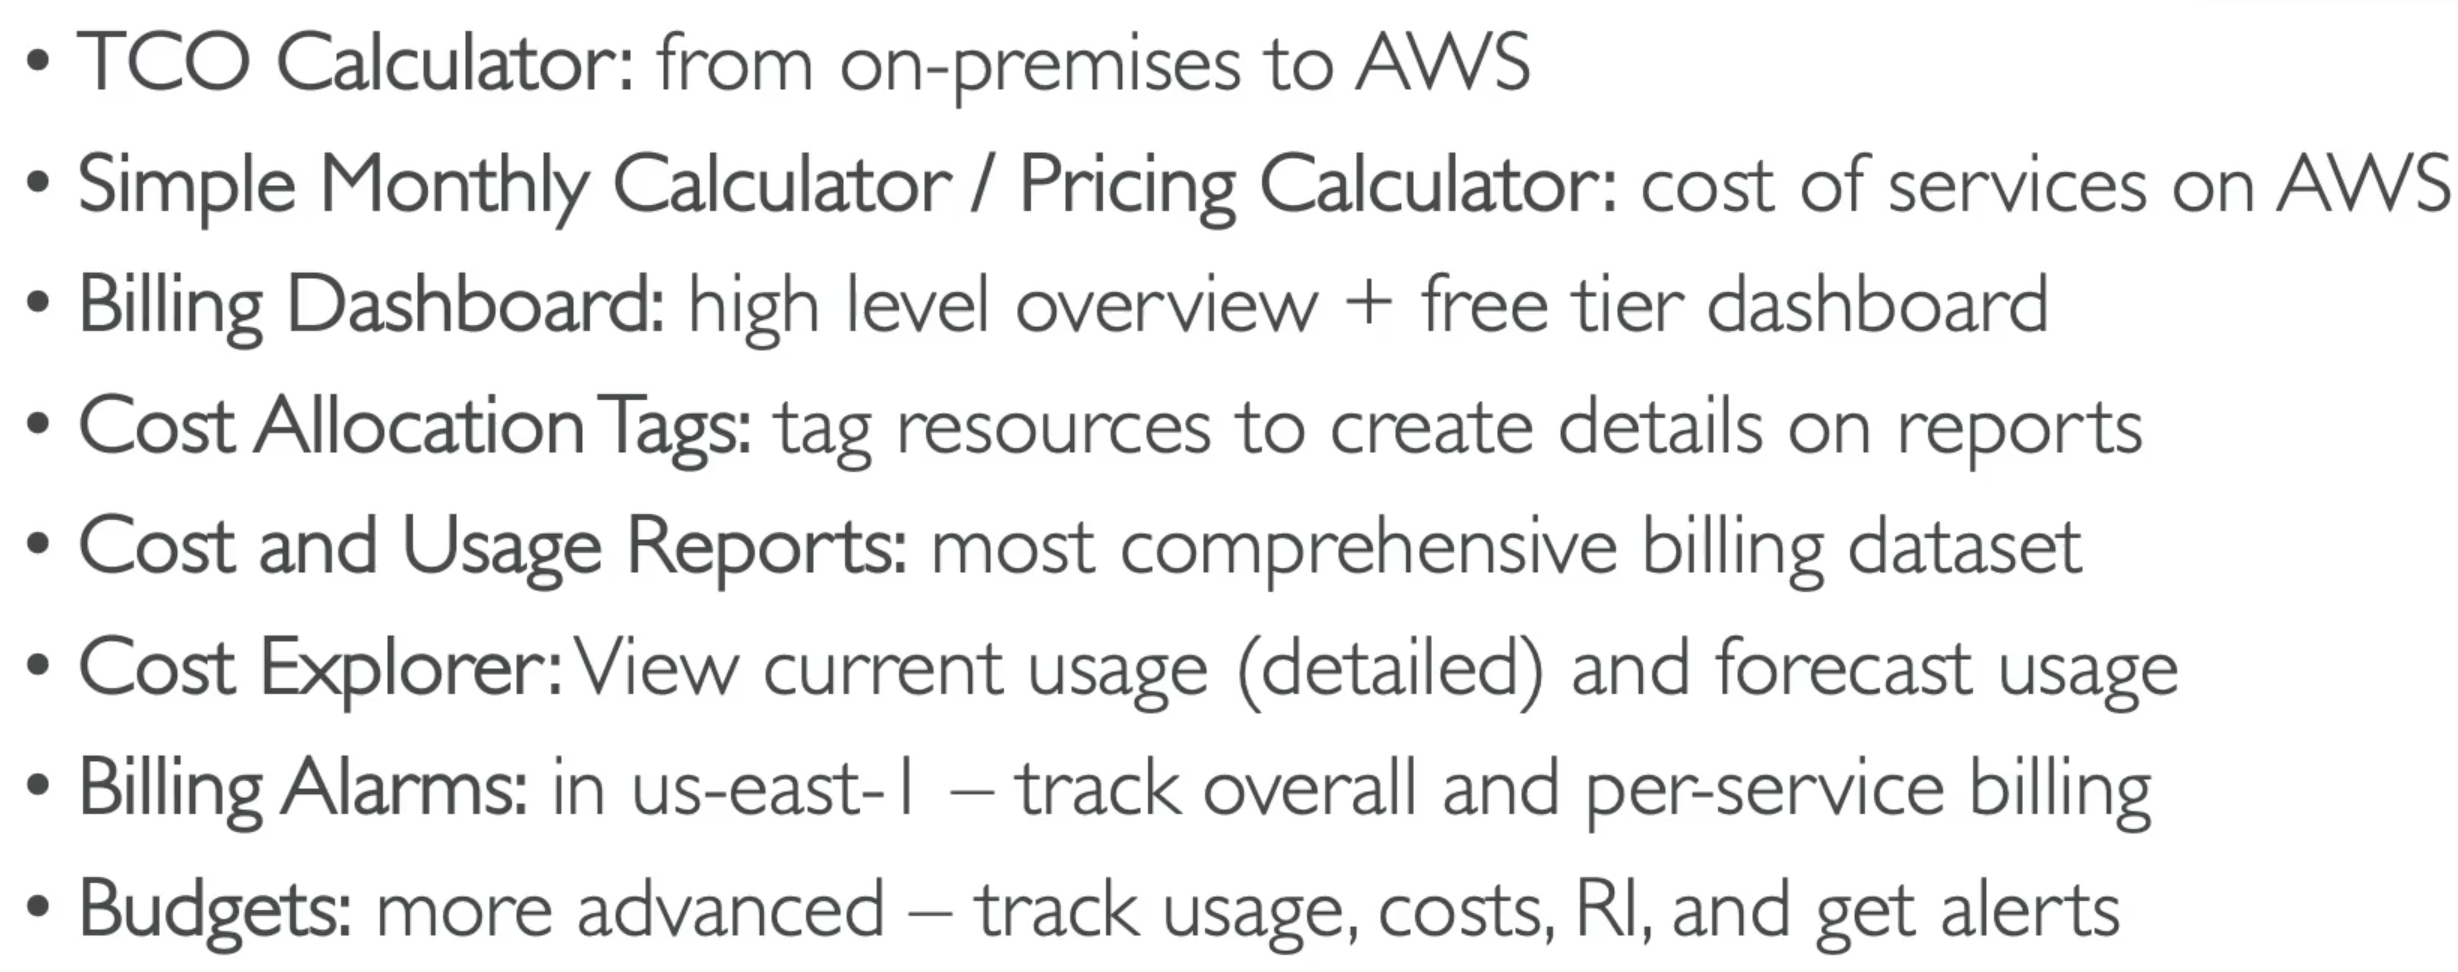 • TCO Calculator: from on-premises to AWS
• Simple Monthly Calculator / Pricing Calculator: cost of services on AWS
• Billing Dashboard: high level overview + free tier dashboard
• Cost Allocation Tags: tag resources to create details on reports
• Cost and Usage Reports: most comprehensive billing dataset
• Cost Explorer: View current usage (detailed) and forecast usage
• Billing Alarms: in us-east-1 – track overall and per-service billing
• Budgets: more advanced – track usage, costs, RI, and get alerts